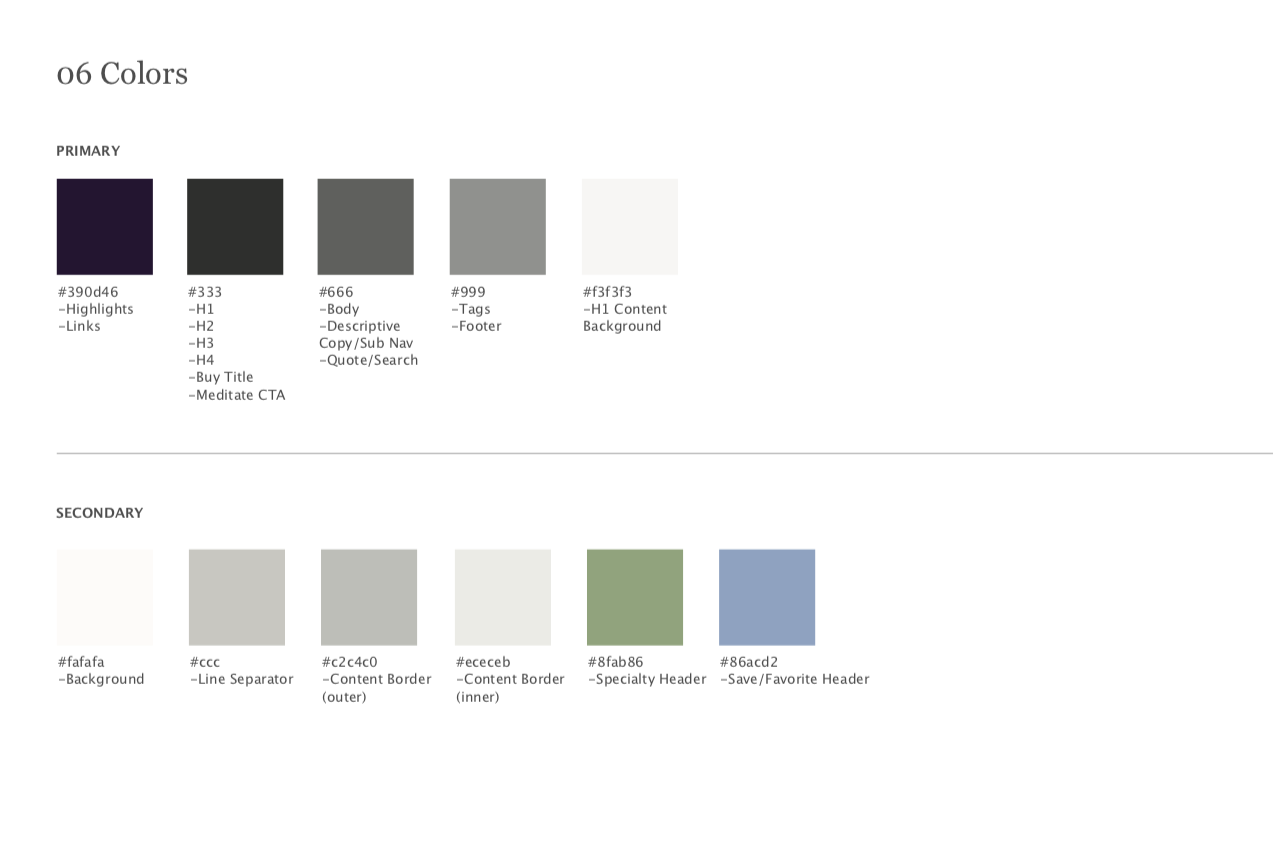 06 Colors
PRIMARY
#390d46
-Highlights
-Links
#333
-H1
-H2
-H3
-H4
-Buy Title
-Meditate CTA
#666
-Body
-Descriptive
Copy/Sub Nav
-Quote/Search
#999
-Tags
-Footer
#f3f3f3
-H1 Content
Background
SECONDARY
#fafafa
-Background
#ccc
-Line Separator
#c2c4c0
-Content Border
(outer)
#ececeb
-Content Border
(inner)
#8fab86
-Specialty Header
#86acd2
-Save/Favorite Header